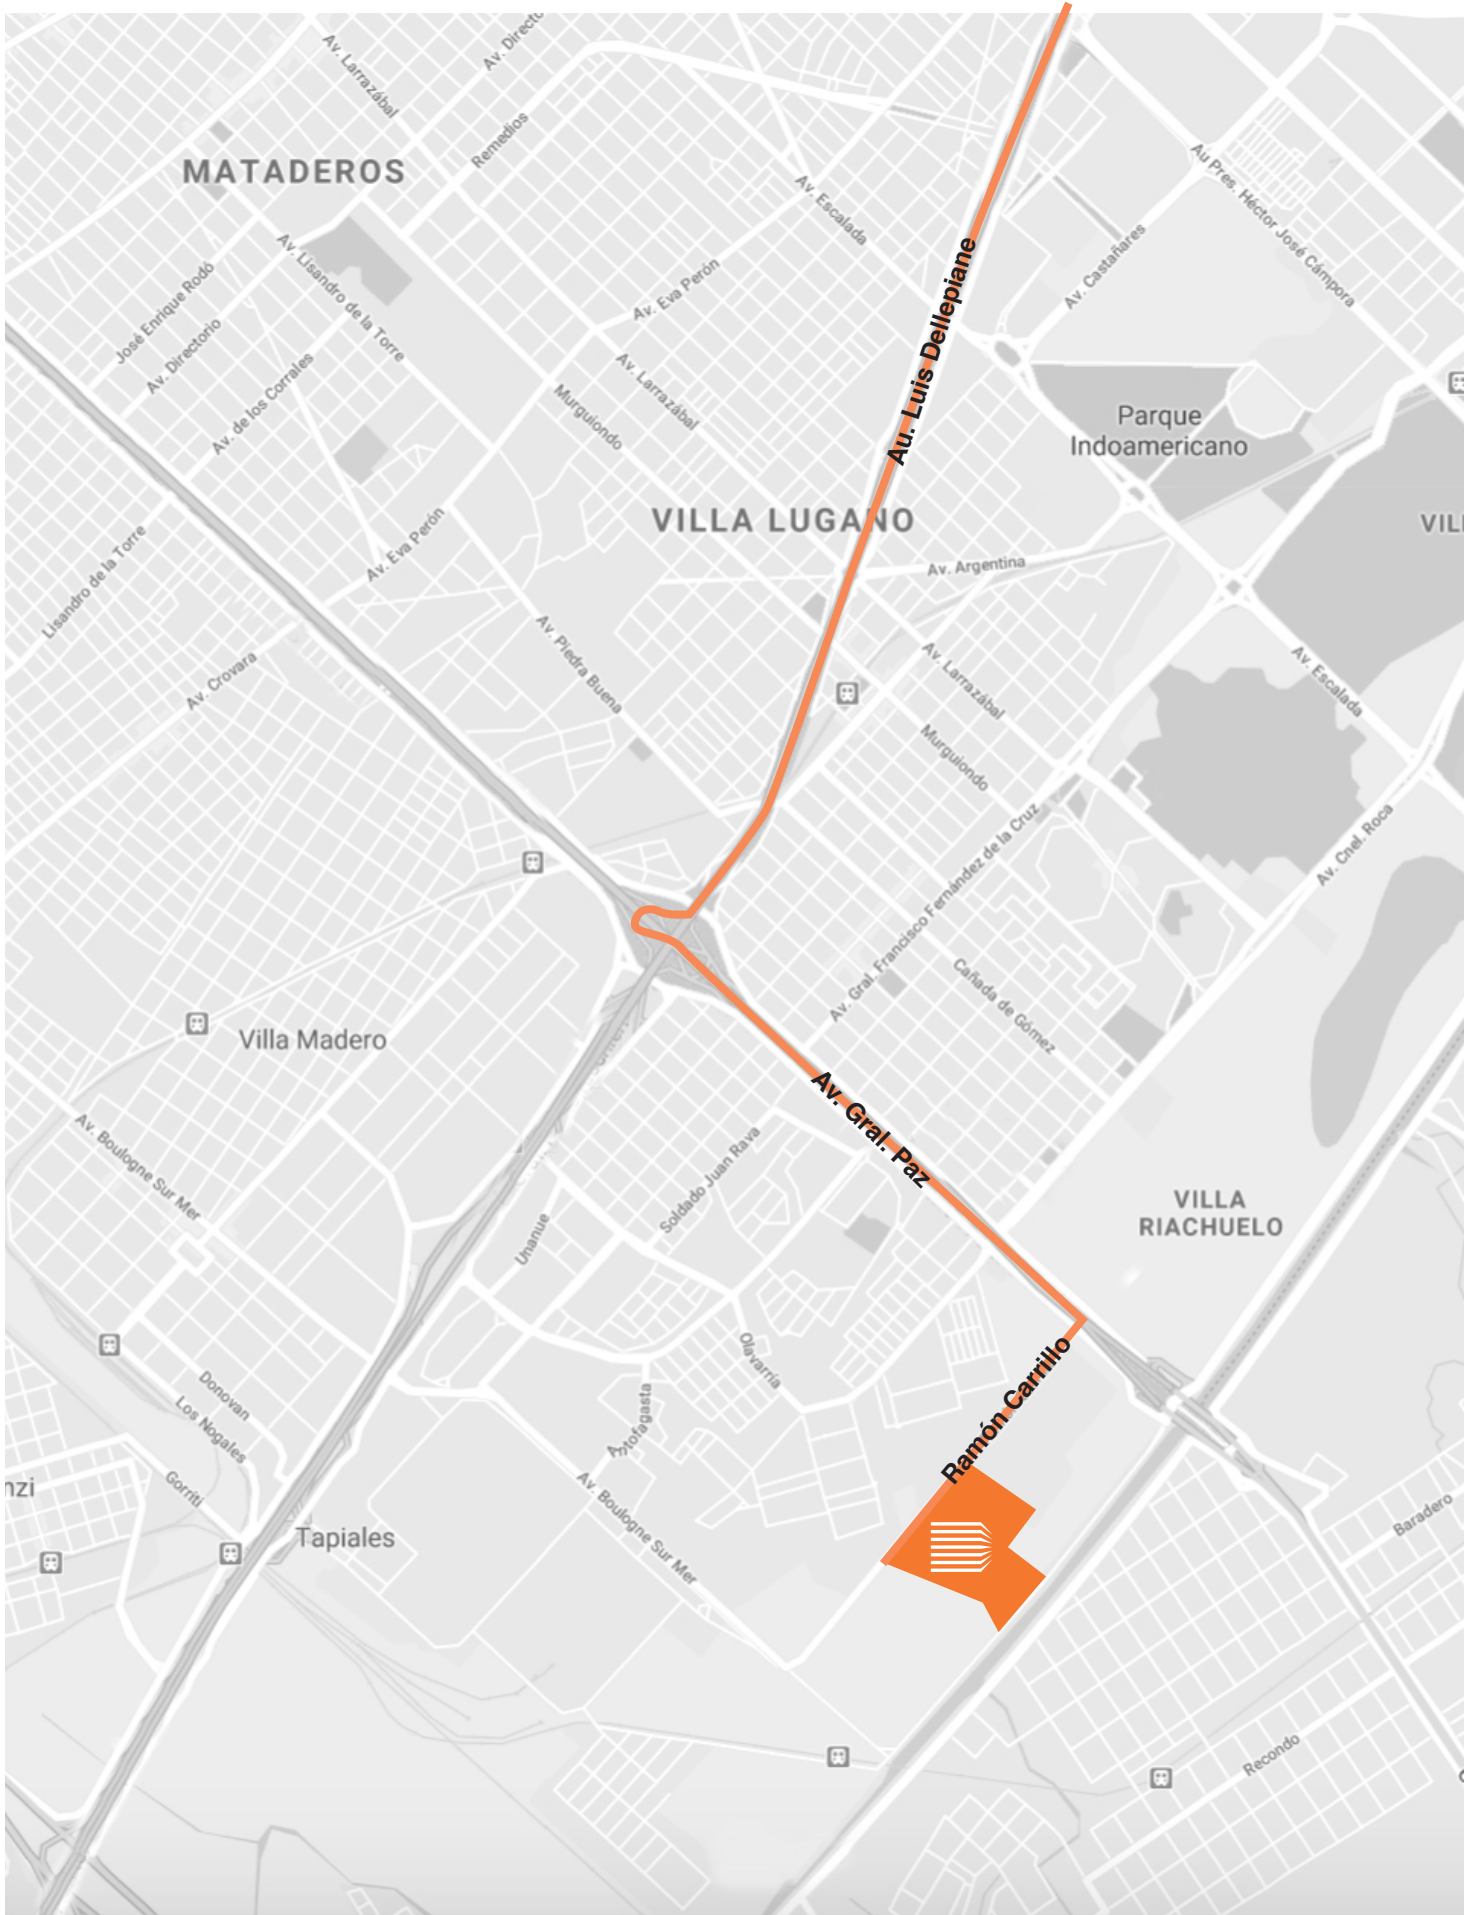 Av. Larrazábal
Av. Directo
Remedios
MATADEROS
Av. Escalada
Au Pres. Héctor José Cámpora
Av. Castañares
Av. Lisandro de la Torre
José Enrique Rodó
Av. Directorio
Av. de los Corrales
Av. Eva Perón
Av. Larrazábal
Murguiondo
Au. Luis Dellepiane
Parque
Indoamericano
VILLA LUGANO
VIL
Av. Eva Perón
Lisandro de la Torre
Av. Argentina
Av. Piedra Buena
Av. Crovara
Av. Larrazábal
Av. Escalada
Murguiondo
Av. Gral. Francisco Fernández de la Cruz
Av. Cnel. Roca
Cañada de Gómez
Villa Madero
Av. Gral. Paz
Av. Boulogne Sur Mer
Soldado Juan Rava
Unanue
VILLA
RIACHUELO
Olavarría
Ramón Carrillo
Donovan
Los Nogales
Gorriti
nzi
Tapiales
Av. Boulogne Sur Mer
Baradero
Recondo